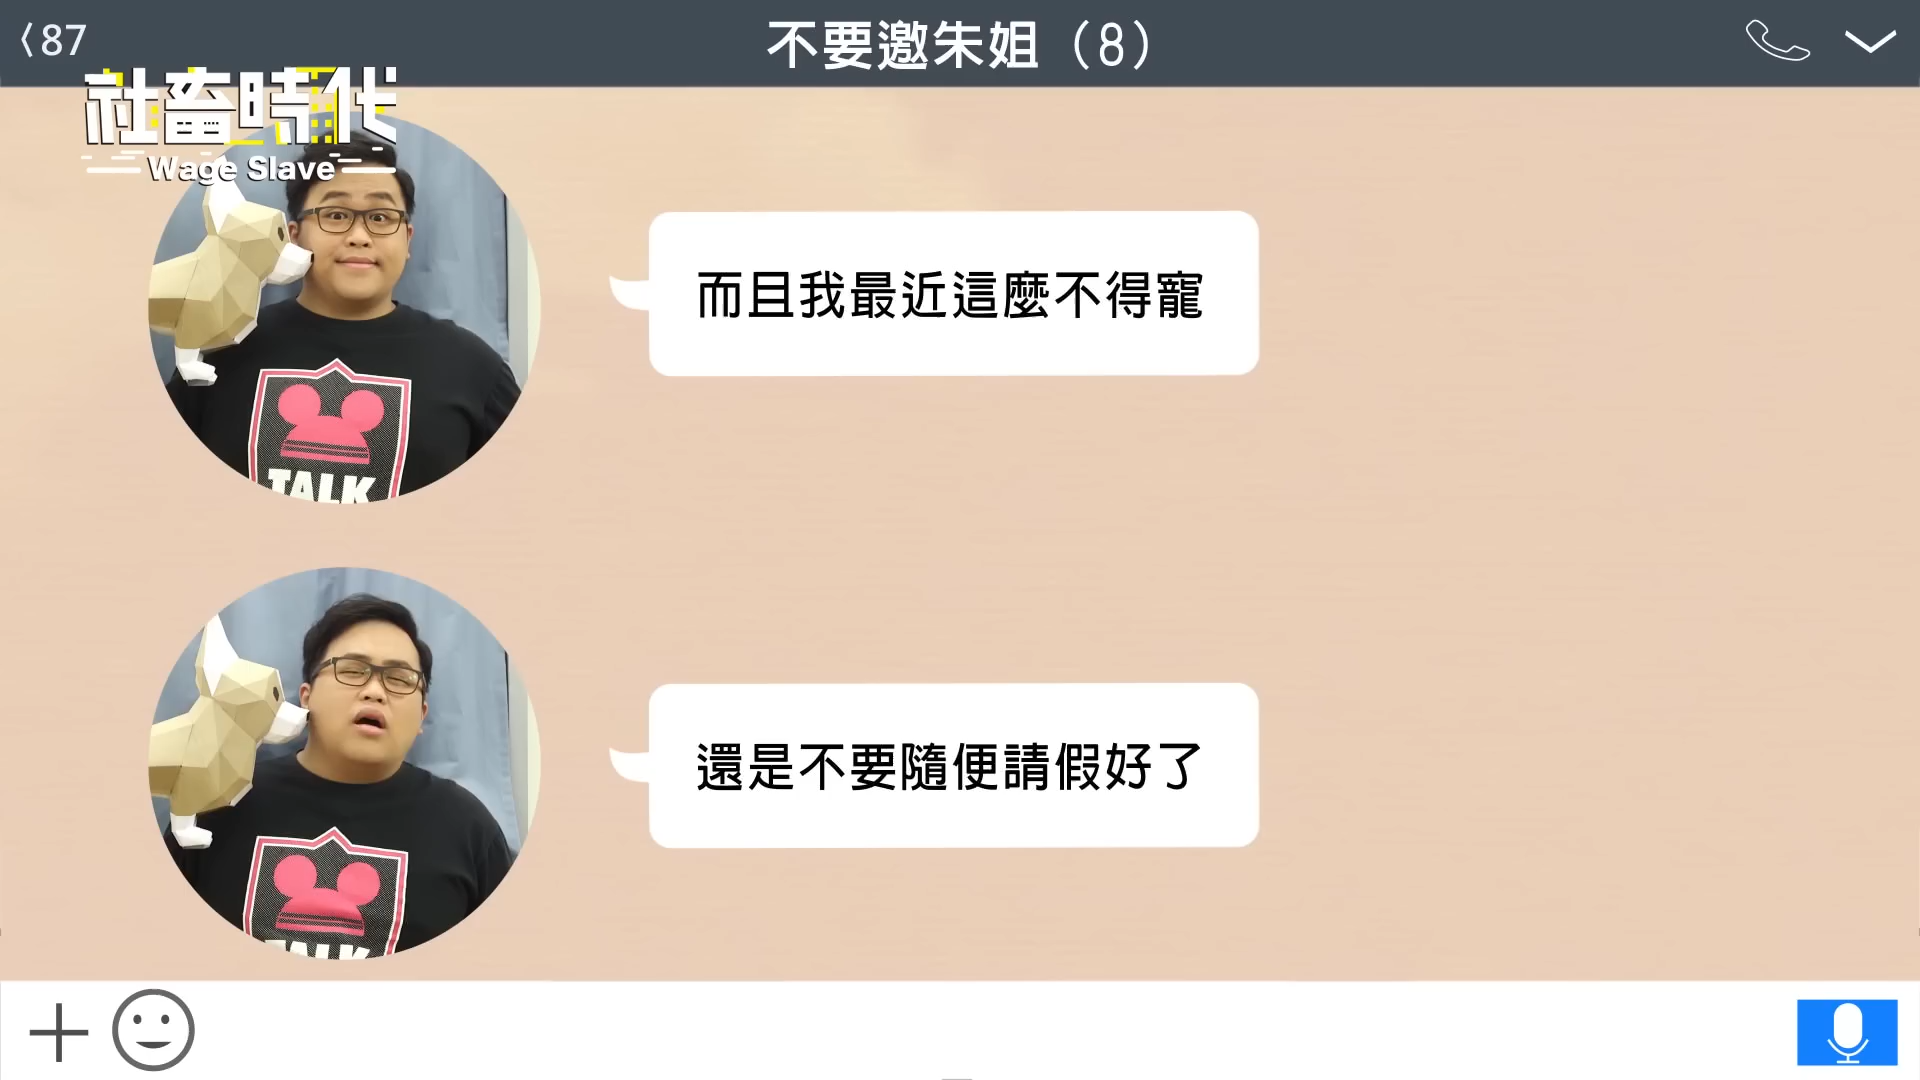 〈87
不要邀朱姐（8）
社畜時代
Wage Slave
而且我最近這麼不得寵
TALK
還是不要隨便請假好了
TALK